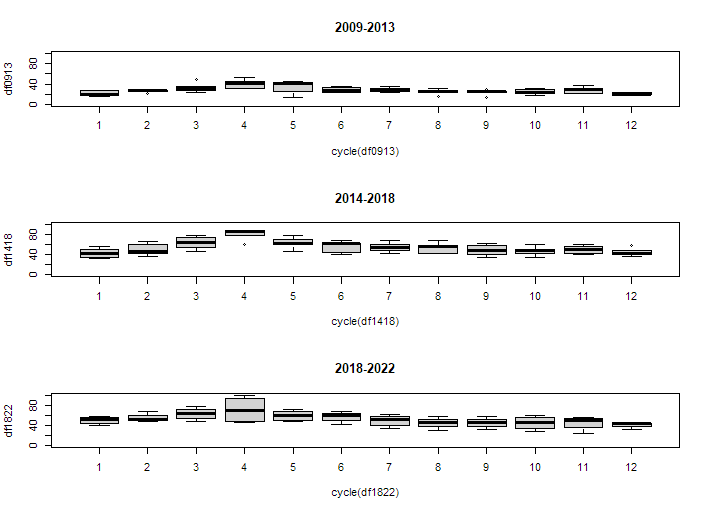 2009-2013
df0913
0 40 80
1 2 3 4 5 6 7 8 9 10 11 12
cycle(df0913)
2014-2018
df1418
0 40 80
1 2 3 4 5 6 7 8 9 10 11 12
cycle(df1418)
2018-2022
df1822
0 40 80
1 2 3 4 5 6 7 8 9 10 11 12
cycle(df1822)